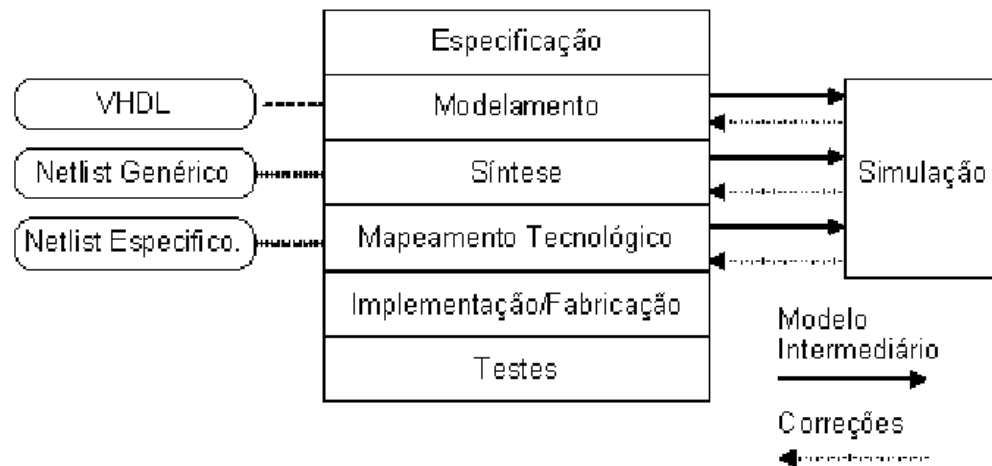 Especificação
VHDL
Modelamento
Netlist Genérico
Síntese
Simulação
Netlist Especifico.
Mapeamento Tecnológico
Implementação/Fabricação
Testes
Modelo
Intermediário
Correções